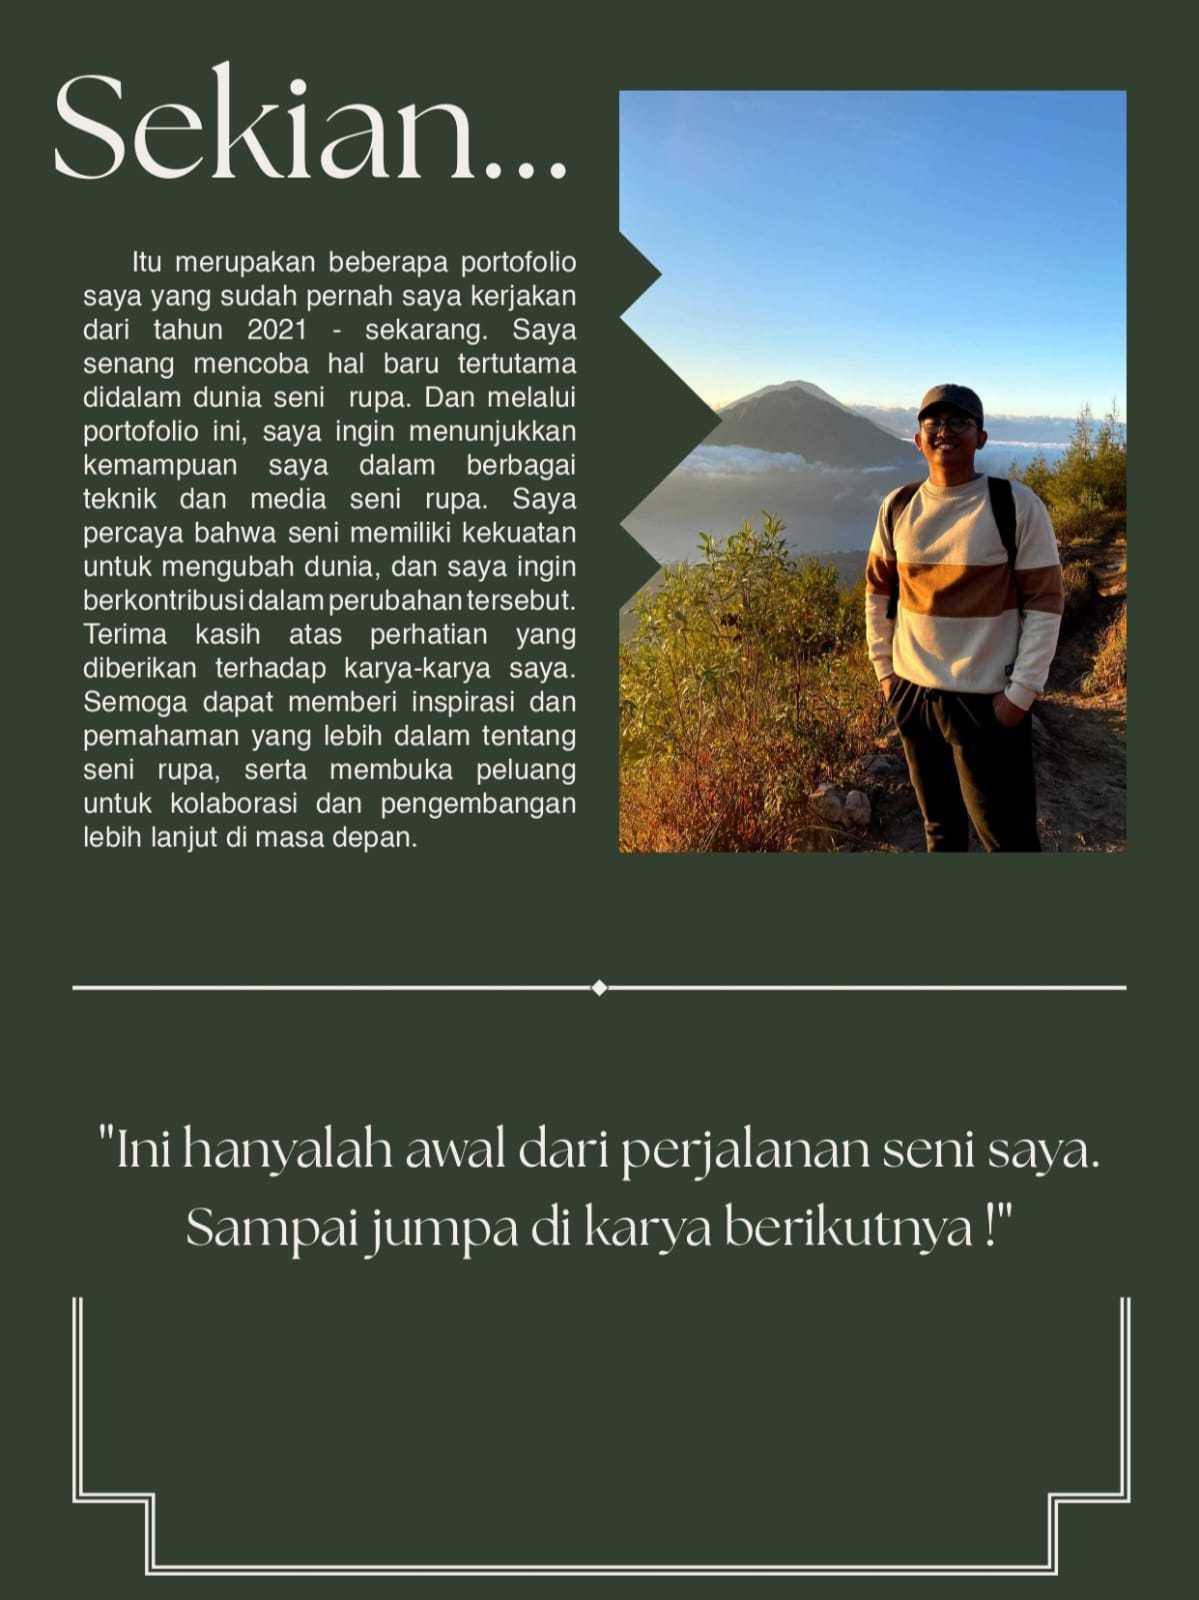 Sekian...
Itu merupakan beberapa portofolio
saya yang sudah pernah saya kerjakan
dari tahun 2021 - sekarang. Saya
senang mencoba hal baru tertutama
didalam dunia seni rupa. Dan melalui
portofolio ini, saya ingin menunjukkan
kemampuan saya dalam berbagai
teknik dan media seni rupa. Saya
percaya bahwa seni memiliki kekuatan
untuk mengubah dunia, dan saya ingin
berkontribusi dalam perubahan tersebut.
Terima kasih atas perhatian yang
diberikan terhadap karya-karya saya.
Semoga dapat memberi inspirasi dan
pemahaman yang lebih dalam tentang
seni rupa, serta membuka peluang
untuk kolaborasi dan pengembangan
lebih lanjut di masa depan.
"Ini hanyalah awal dari perjalanan seni saya.
Sampai jumpa di karya berikutnya !"